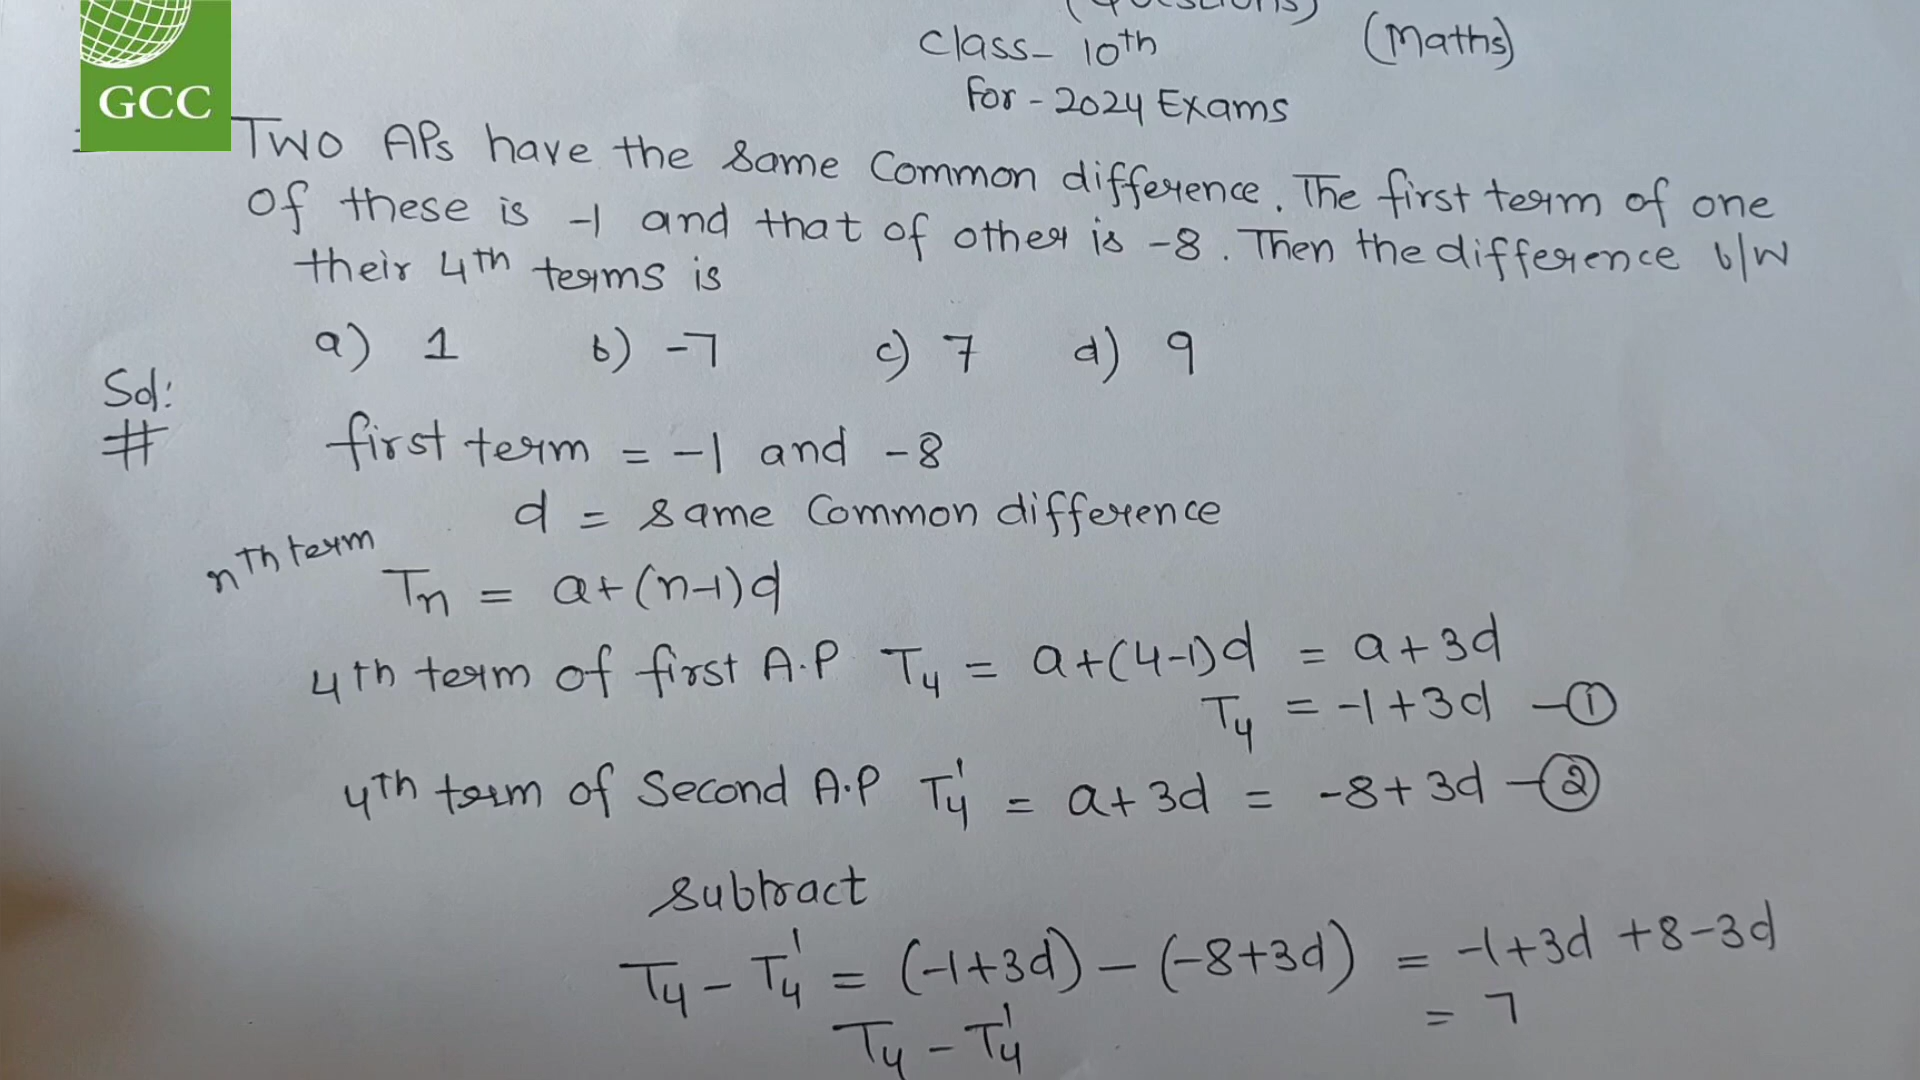 GCC
(Questions)
Class- 10th (Maths)
For - 2024 Exams
Two APs have the same Common difference. The first term of one
of these is -1 and that of other is -8. Then the difference b/w
their 4th terms is
a) 1 b) -7 c) 7 d) 9
Sol:
# first term = -1 and -8
d = same Common difference
nth term
Tn = a+(n-1)d
4th term of first A.P T4 = a+(4-1)d = a+3d
T4 = -1+3d -①
4th term of Second A.P T4' = a+3d = -8+3d -②
subtract
T4 - T4' = (-1+3d) - (-8+3d) = -1+3d +8-3d
= 7
T4 - T4'